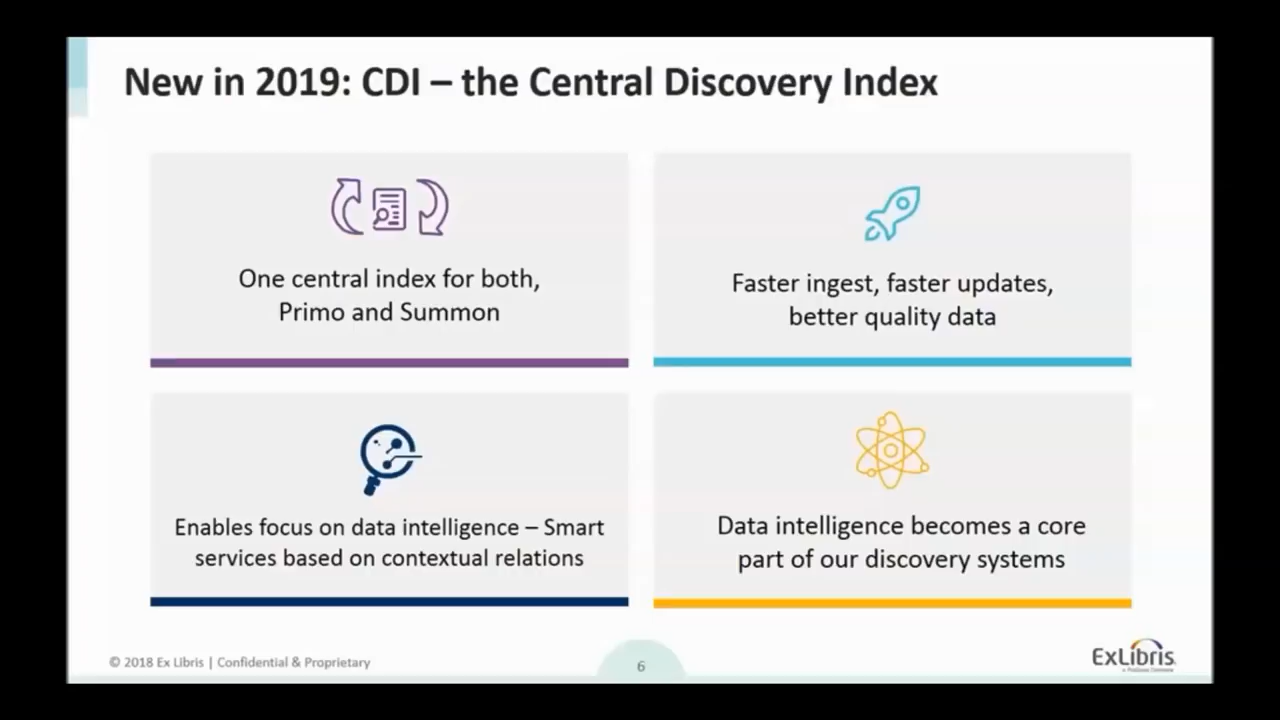 New in 2019: CDI – the Central Discovery Index
One central index for both,
Primo and Summon
Faster ingest, faster updates,
better quality data
Enables focus on data intelligence – Smart
services based on contextual relations
Data intelligence becomes a core
part of our discovery systems
© 2018 Ex Libris | Confidential & Proprietary
6
ExLibris